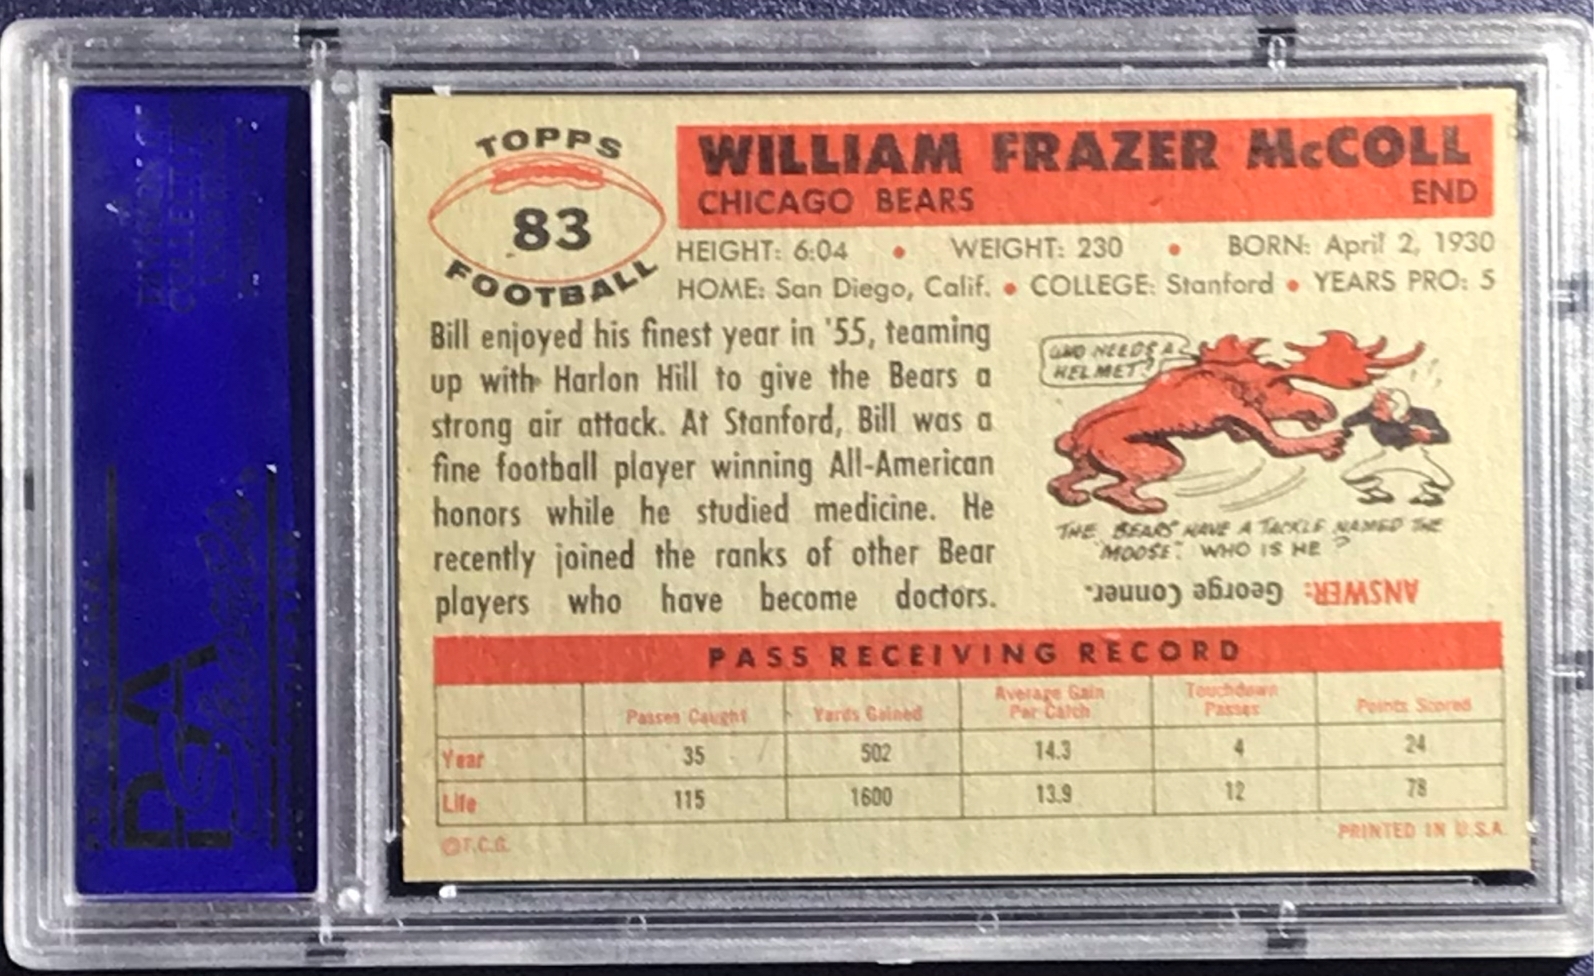 TOPPS
83
FOOTBALL
WILLIAM FRAZER McCOLL
CHICAGO BEARS END
HEIGHT: 6:04 • WEIGHT: 230 • BORN: April 2, 1930
HOME: San Diego, Calif. • COLLEGE: Stanford • YEARS PRO: 5
Bill enjoyed his finest year in '55, teaming
up with Harlon Hill to give the Bears a
strong air attack. At Stanford, Bill was a
fine football player winning All-American
honors while he studied medicine. He
recently joined the ranks of other Bear
players who have become doctors.
WHO NEEDS A
HELMET?
THE BEARS HAVE A TACKLE NAMED THE
"MOOSE". WHO IS HE?
ANSWER: George Conner.
PASS RECEIVING RECORD
Passes Caught Yards Gained Average Gain Per Catch Touchdown Passes Points Scored
Year 35 502 14.3 4 24
Life 115 1600 13.9 12 78
©T.C.G. PRINTED IN U.S.A.
PSA